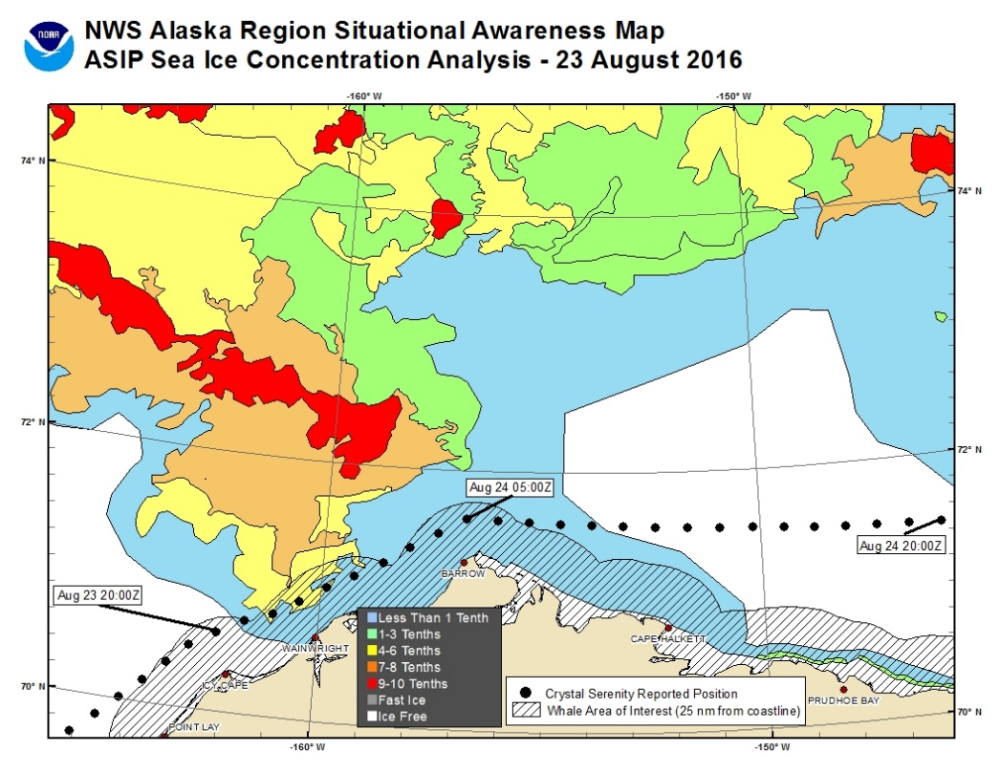 NOAA
NWS Alaska Region Situational Awareness Map
ASIP Sea Ice Concentration Analysis - 23 August 2016
-160° W
-150° W
74° N
74° N
72° N
72° N
Aug 24 05:00Z
Aug 24 20:00Z
BARROW
Aug 23 20:00Z
WAINWRIGHT
CAPE HALKETT
ICY CAPE
PRUDHOE BAY
POINT LAY
70° N
70° N
Less Than 1 Tenth
1-3 Tenths
4-6 Tenths
7-8 Tenths
9-10 Tenths
Fast Ice
Ice Free
Crystal Serenity Reported Position
Whale Area of Interest (25 nm from coastline)
-160° W
-150° W